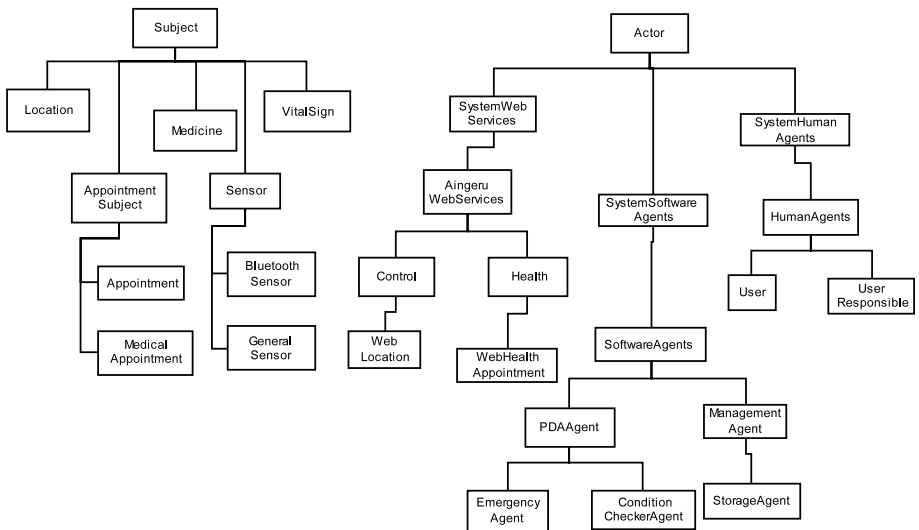 Subject
Location
Medicine
VitalSign
Appointment
Subject
Sensor
Appointment
Medical
Appointment
Bluetooth
Sensor
General
Sensor
Actor
SystemWeb
Services
SystemHuman
Agents
Aingeru
WebServices
SystemSoftware
Agents
HumanAgents
Control
Health
User
User
Responsible
Web
Location
WebHealth
Appointment
SoftwareAgents
PDAAgent
Management
Agent
Emergency
Agent
Condition
CheckerAgent
StorageAgent